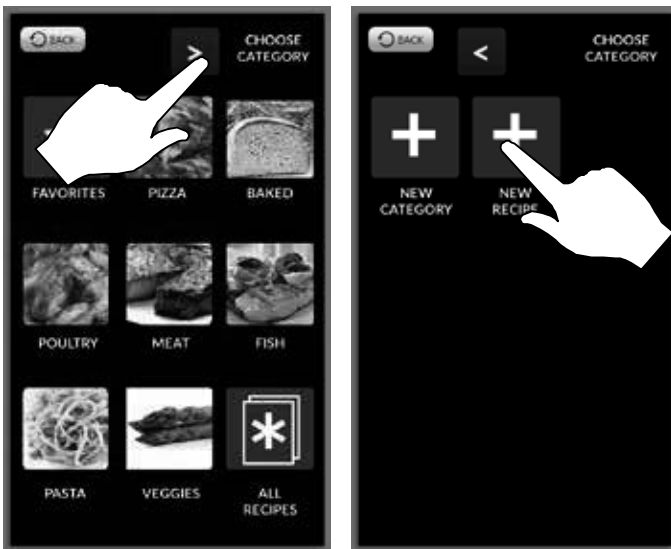 BACK
>
CHOOSE
CATEGORY
FAVORITES
PIZZA
BAKED
POULTRY
MEAT
FISH
PASTA
VEGGIES
ALL
RECIPES
BACK
<
CHOOSE
CATEGORY
NEW
CATEGORY
NEW
RECIPE